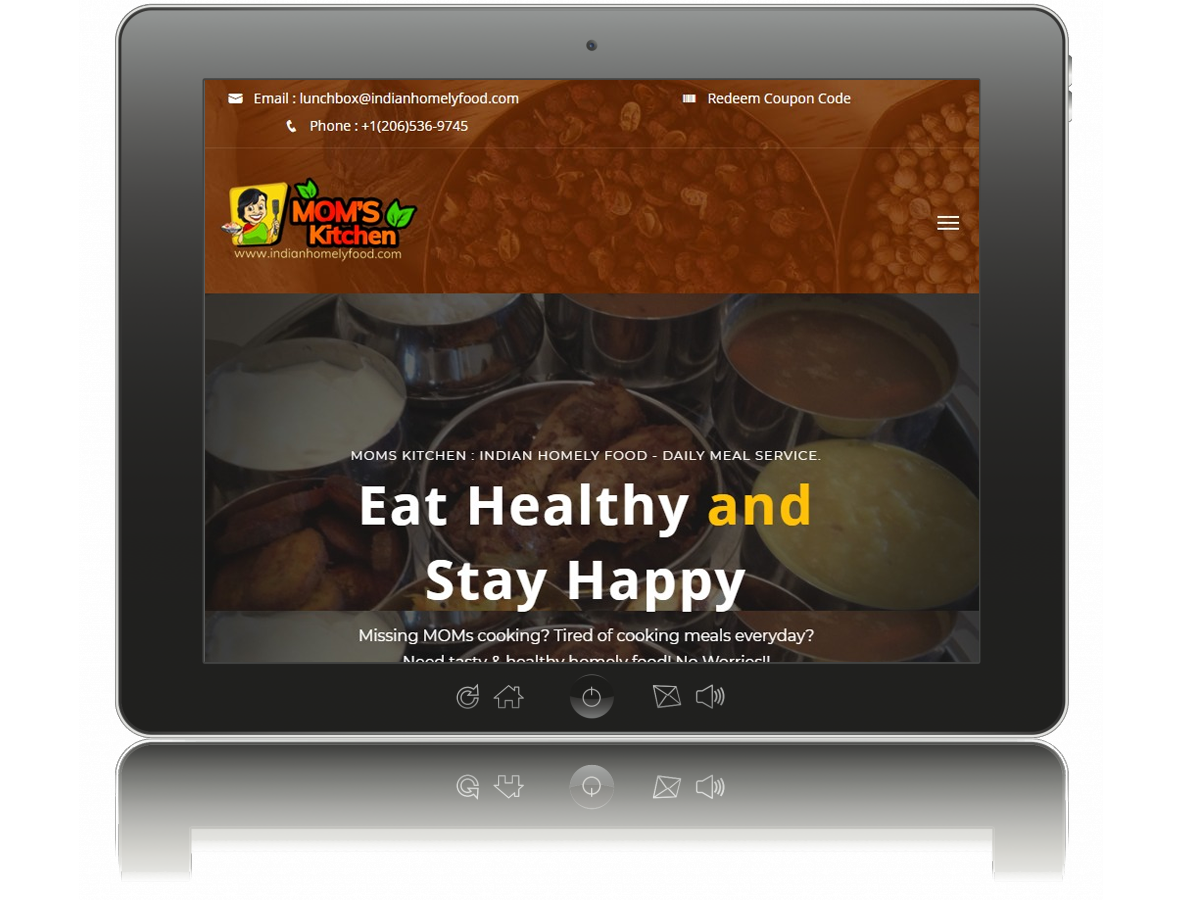 Email : lunchbox@indianhomelyfood.com
Redeem Coupon Code
Phone : +1(206)536-9745
MOM'S
Kitchen
www.indianhomelyfood.com
MOMS KITCHEN : INDIAN HOMELY FOOD - DAILY MEAL SERVICE.
Eat Healthy and
Stay Happy
Missing MOMs cooking? Tired of cooking meals everyday?
Need tasty & healthy homely food! No Worries!!